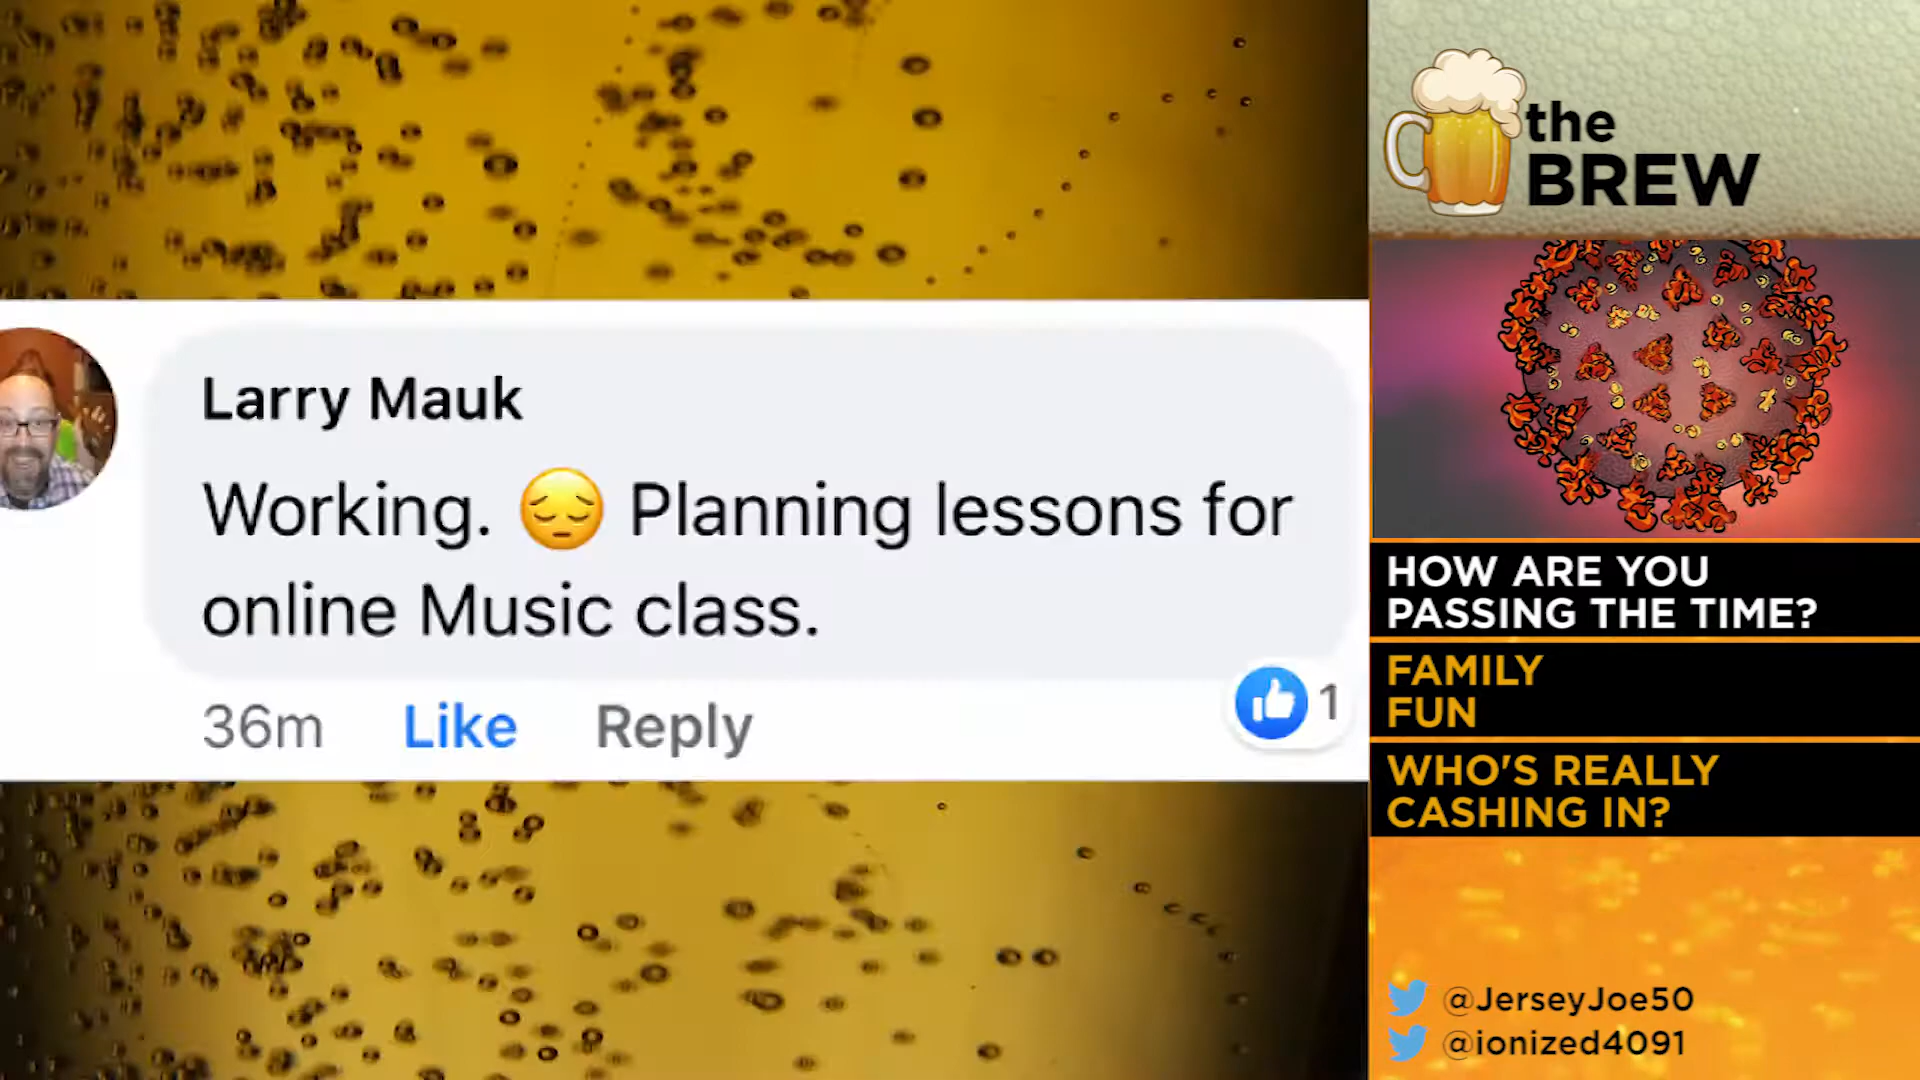 Larry Mauk
Working. 😔 Planning lessons for
online Music class.
36m Like Reply 1
the
BREW
HOW ARE YOU
PASSING THE TIME?
FAMILY
FUN
WHO'S REALLY
CASHING IN?
@JerseyJoe50
@ionized4091